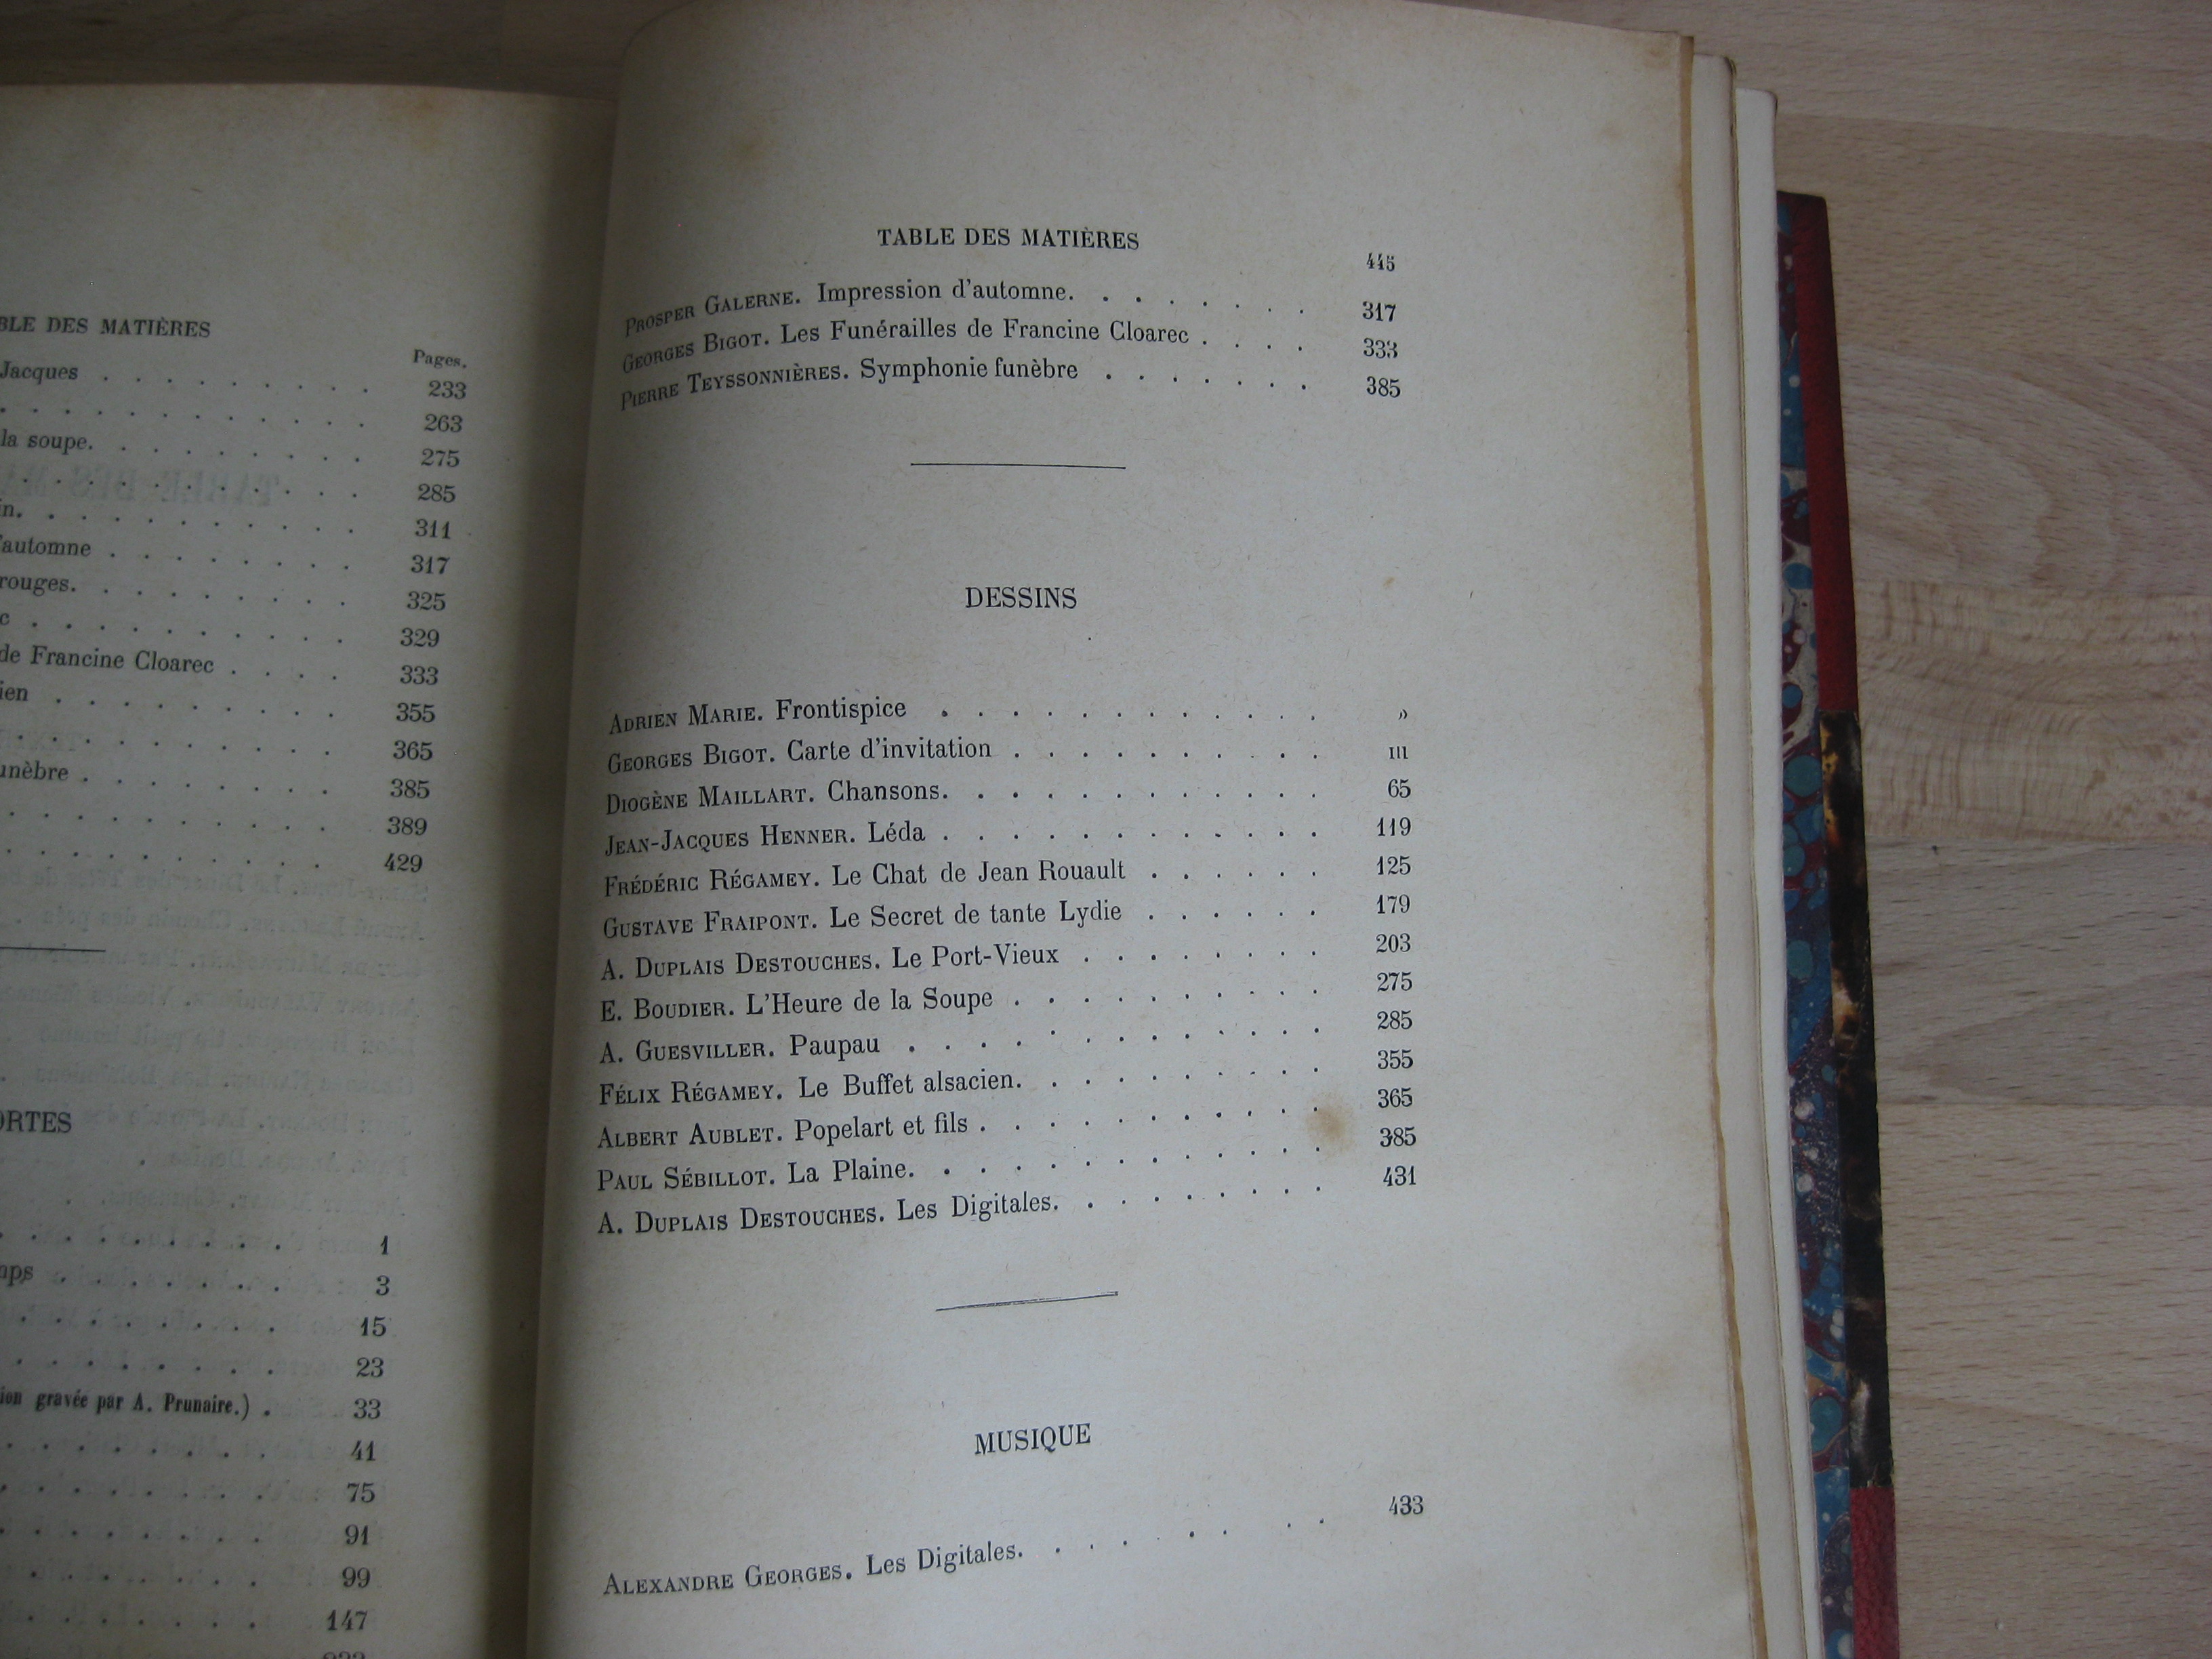 TABLE DES MATIÈRES
Pages.
Jacques . . . . . . . . . 233
. . . . . . . . . . . . 263
la soupe. . . . . . . . . 275
. . . . . . . . . . . . 285
. . . . . . . . . . 311
automne . . . . . . . . 317
rouges. . . . . . . . . 325
. . . . . . . . . . . 329
de Francine Cloarec . . . . 333
. . . . . . . . . 355
. . . . . . . . . . . 365
. . . . . . . . 385
. . . . . . . . . . . 389
. . . . . . . . . . . 429
ORTES
. . . . . . . . . 1
. . . . . . . 3
. . . . . . . . 15
. . . . . . . . 23
gravée par A. Prunaire.) . 33
. . . . . . . . 41
. . . . . . . . 75
. . . . . . . . 91
. . . . . . . . 99
. . . . . . . . 147
TABLE DES MATIÈRES 445
PROSPER GALERNE. Impression d'automne. . . . . . . . 317
GEORGES BIGOT. Les Funérailles de Francine Cloarec . . . . 333
PIERRE TEYSSONNIÈRES. Symphonie funèbre . . . . . . . 385
DESSINS
ADRIEN MARIE. Frontispice . . . . . . . . . . . . »
GEORGES BIGOT. Carte d'invitation . . . . . . . . . . III
DIOGÈNE MAILLART. Chansons. . . . . . . . . . . . 65
JEAN-JACQUES HENNER. Léda . . . . . . . . . . . . 119
FRÉDÉRIC RÉGAMEY. Le Chat de Jean Rouault . . . . . . 125
GUSTAVE FRAIPONT. Le Secret de tante Lydie . . . . . . 179
A. DUPLAIS DESTOUCHES. Le Port-Vieux . . . . . . . . 203
E. BOUDIER. L'Heure de la Soupe . . . . . . . . . . 275
A. GUESVILLER. Paupau . . . . . . . . . . . . . 285
FÉLIX RÉGAMEY. Le Buffet alsacien. . . . . . . . . . 355
ALBERT AUBLET. Popelart et fils . . . . . . . . . . . 365
PAUL SÉBILLOT. La Plaine. . . . . . . . . . . . . 385
A. DUPLAIS DESTOUCHES. Les Digitales. . . . . . . . . 431
MUSIQUE
ALEXANDRE GEORGES. Les Digitales. . . . . . . . 433